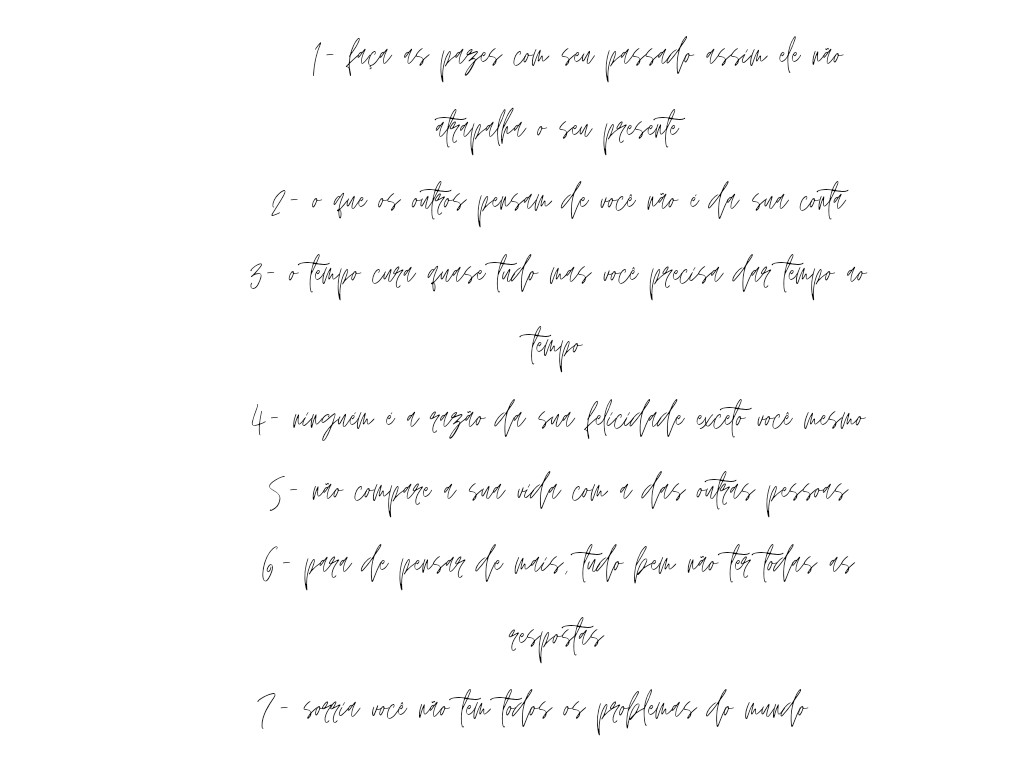 1- faça as pazes com seu passado assim ele não
atrapalha o seu presente
2- o que os outros pensam de você não é da sua conta
3- o tempo cura quase tudo mas você precisa dar tempo ao
tempo
4- ninguém é a razão da sua felicidade exceto você mesmo
5- não compare a sua vida com a das outras pessoas
6- para de pensar de mais, tudo bem não ter todas as
respostas
7- sorria você não tem todos os problemas do mundo